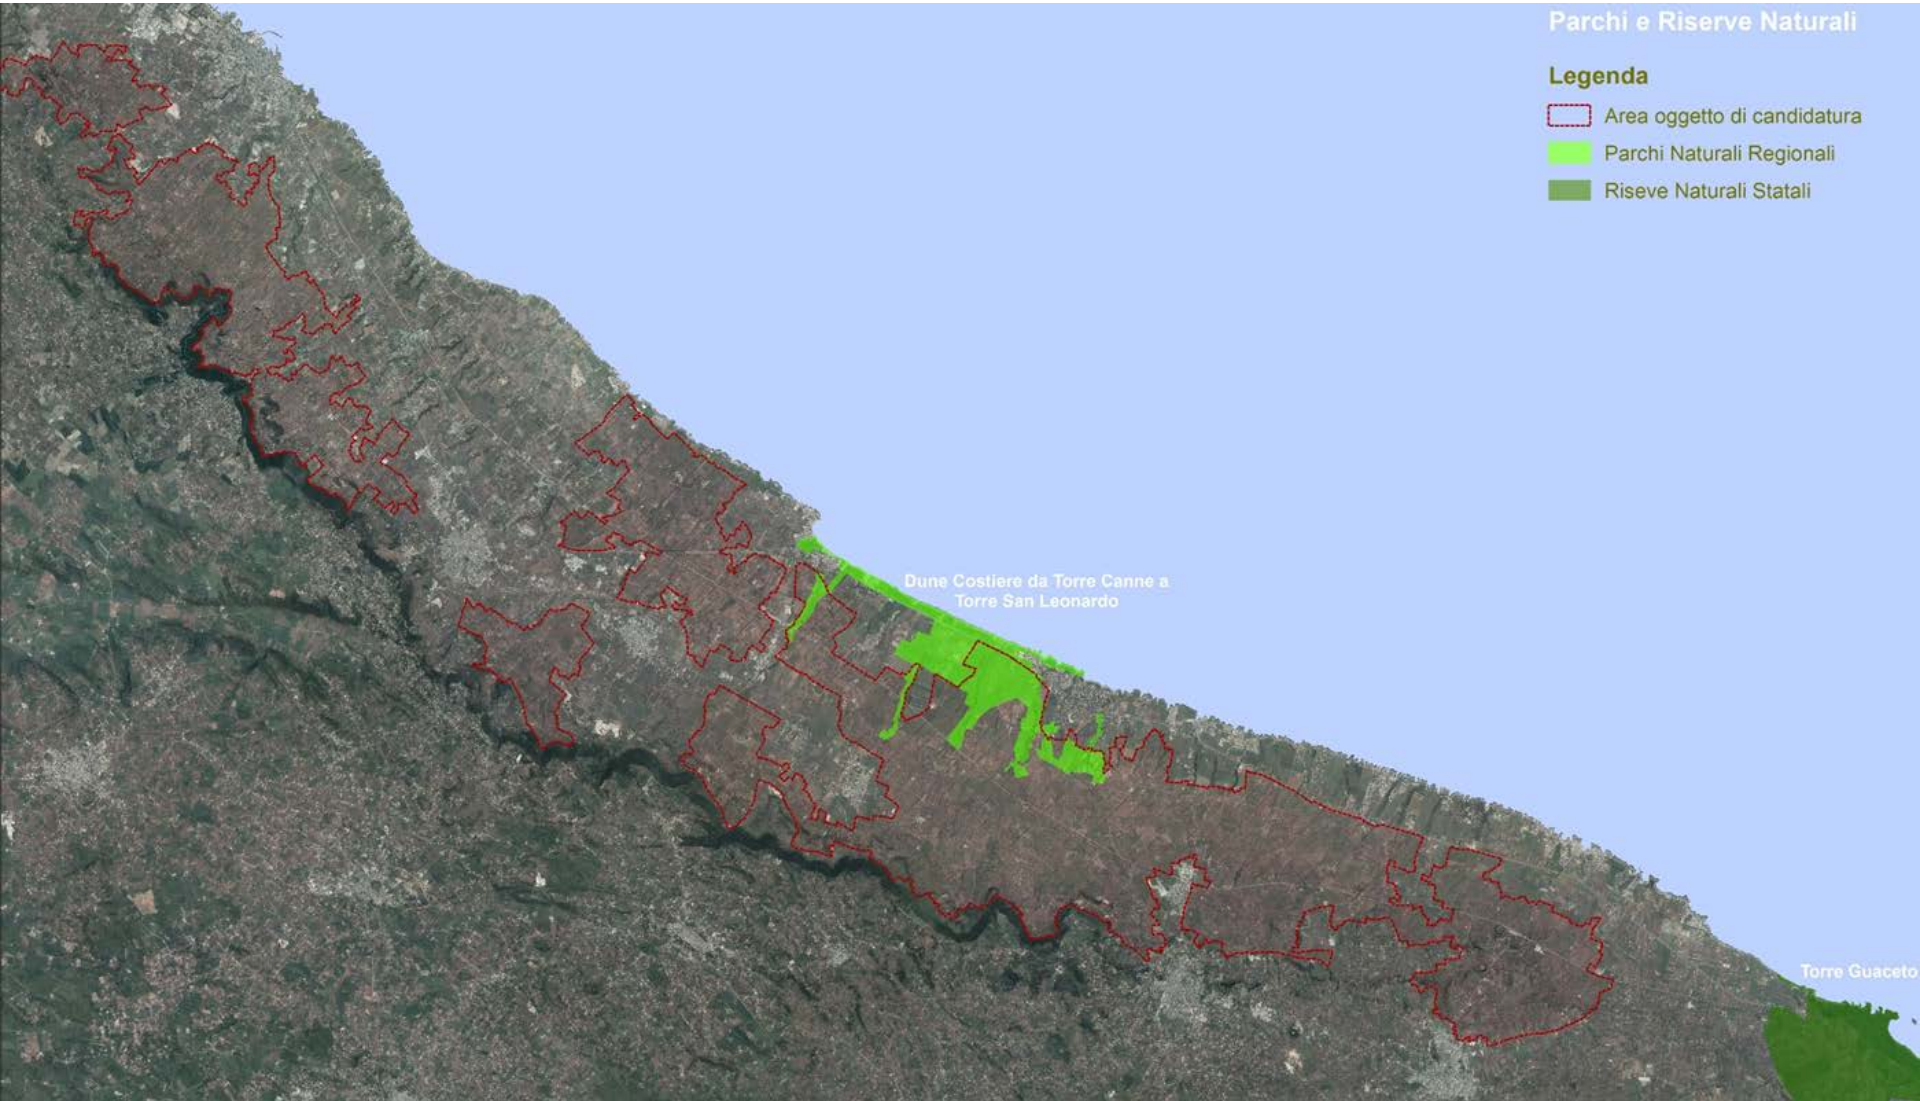 Parchi e Riserve Naturali
Legenda
Area oggetto di candidatura
Parchi Naturali Regionali
Riseve Naturali Statali
Dune Costiere da Torre Canne a
Torre San Leonardo
Torre Guaceto